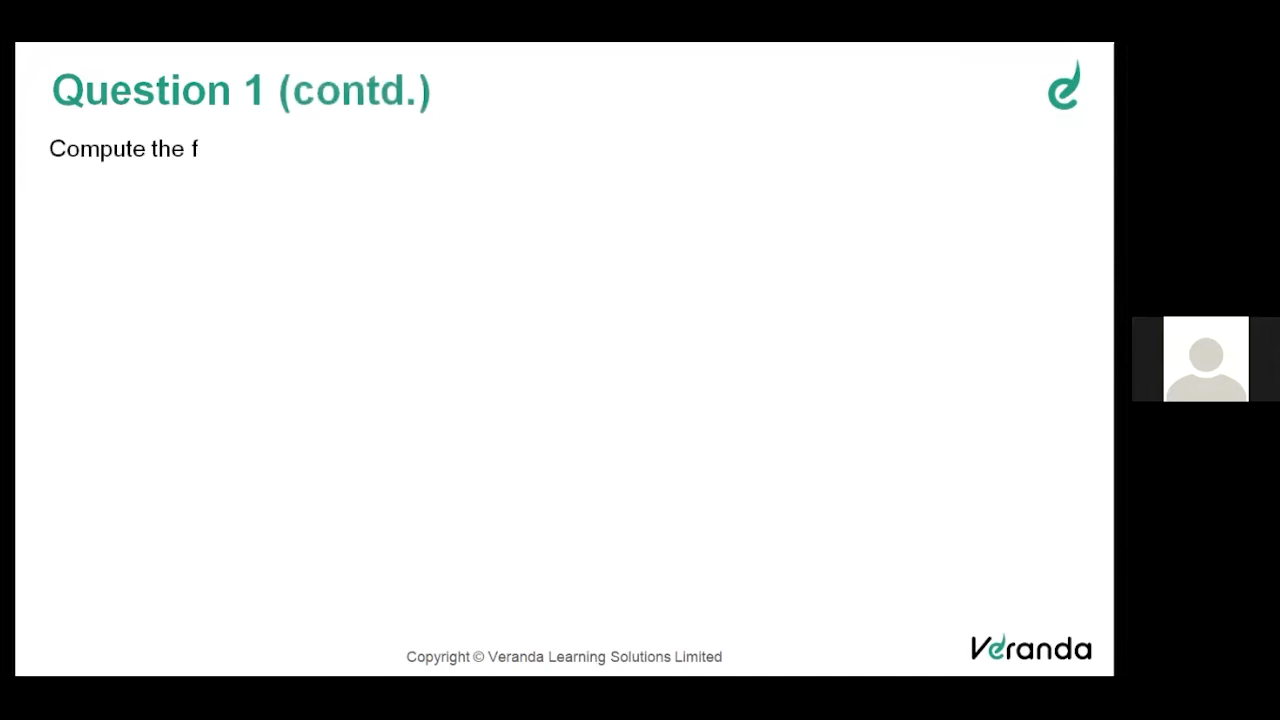 Question 1 (contd.)
Compute the f
Copyright © Veranda Learning Solutions Limited
Veranda